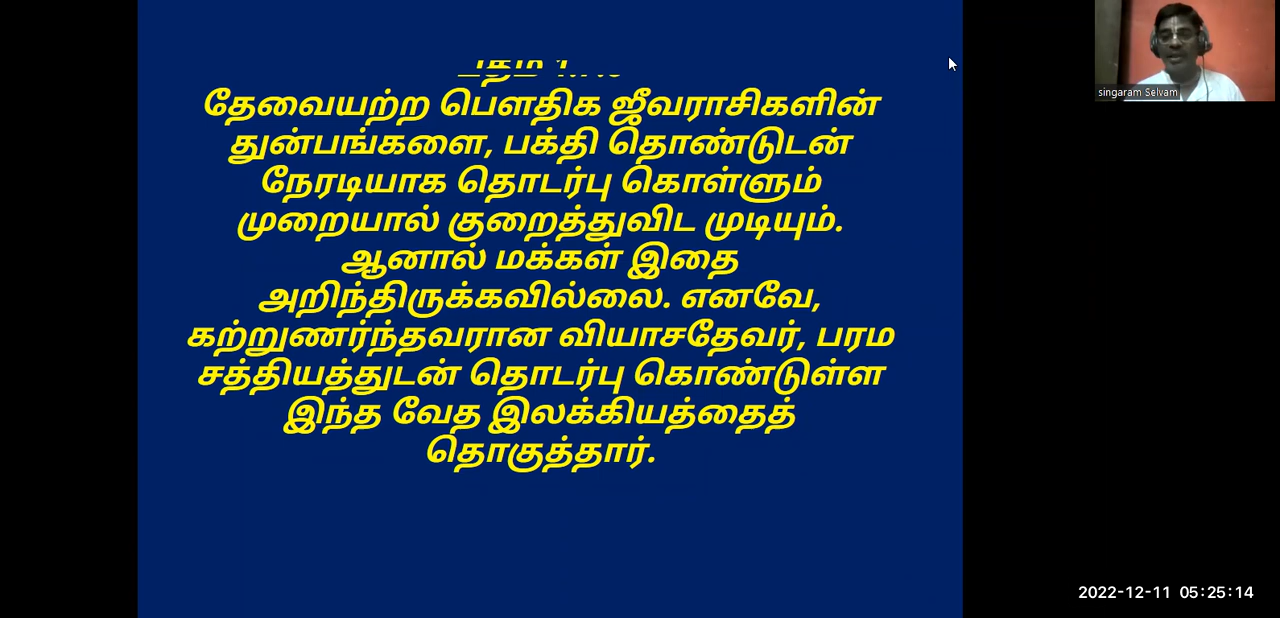 தேவையற்ற பௌதிக ஜீவராசிகளின்
துன்பங்களை, பக்தி தொண்டுடன்
நேரடியாக தொடர்பு கொள்ளும்
முறையால் குறைத்துவிட முடியும்.
ஆனால் மக்கள் இதை
அறிந்திருக்கவில்லை. எனவே,
கற்றுணர்ந்தவரான வியாசதேவர், பரம
சத்தியத்துடன் தொடர்பு கொண்டுள்ள
இந்த வேத இலக்கியத்தைத்
தொகுத்தார்.
singaram Selvam
2022-12-11 05:25:14